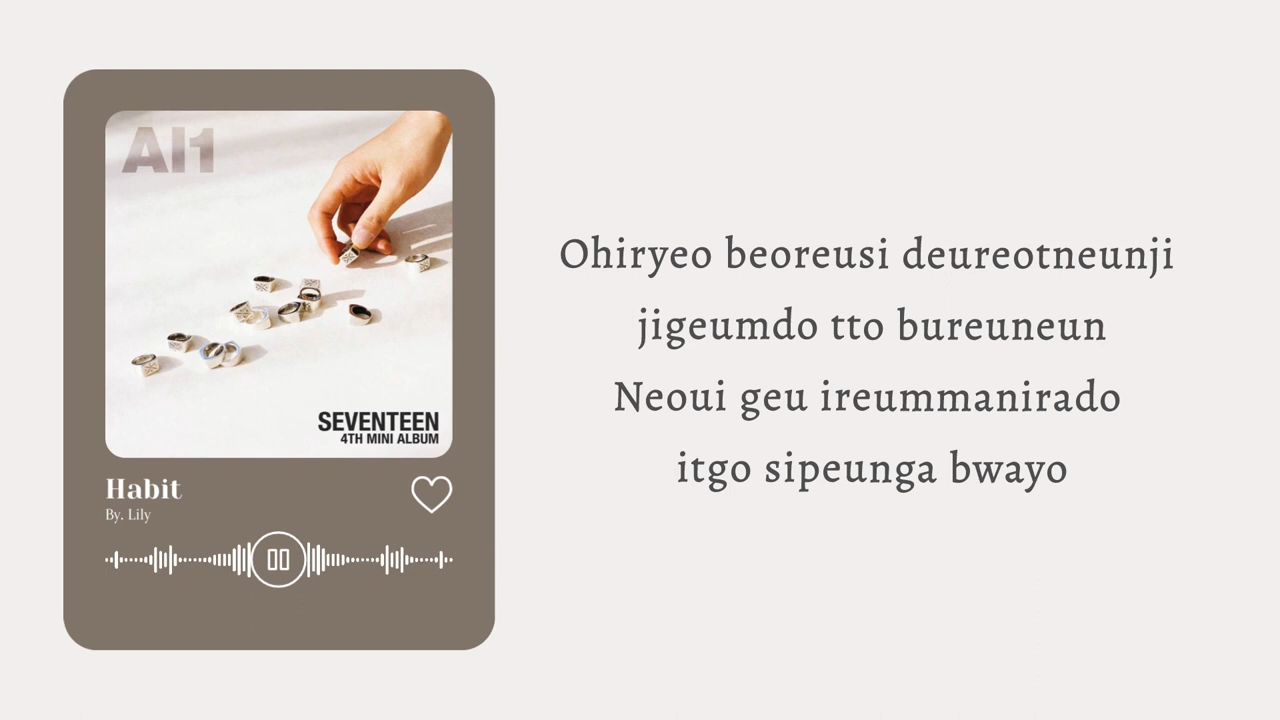 Al1
SEVENTEEN
4TH MINI ALBUM
Habit
By. Lily
Ohiryeo beoreusi deureotneunji
jigeumdo tto bureuneun
Neoui geu ireummanirado
itgo sipeunga bwayo